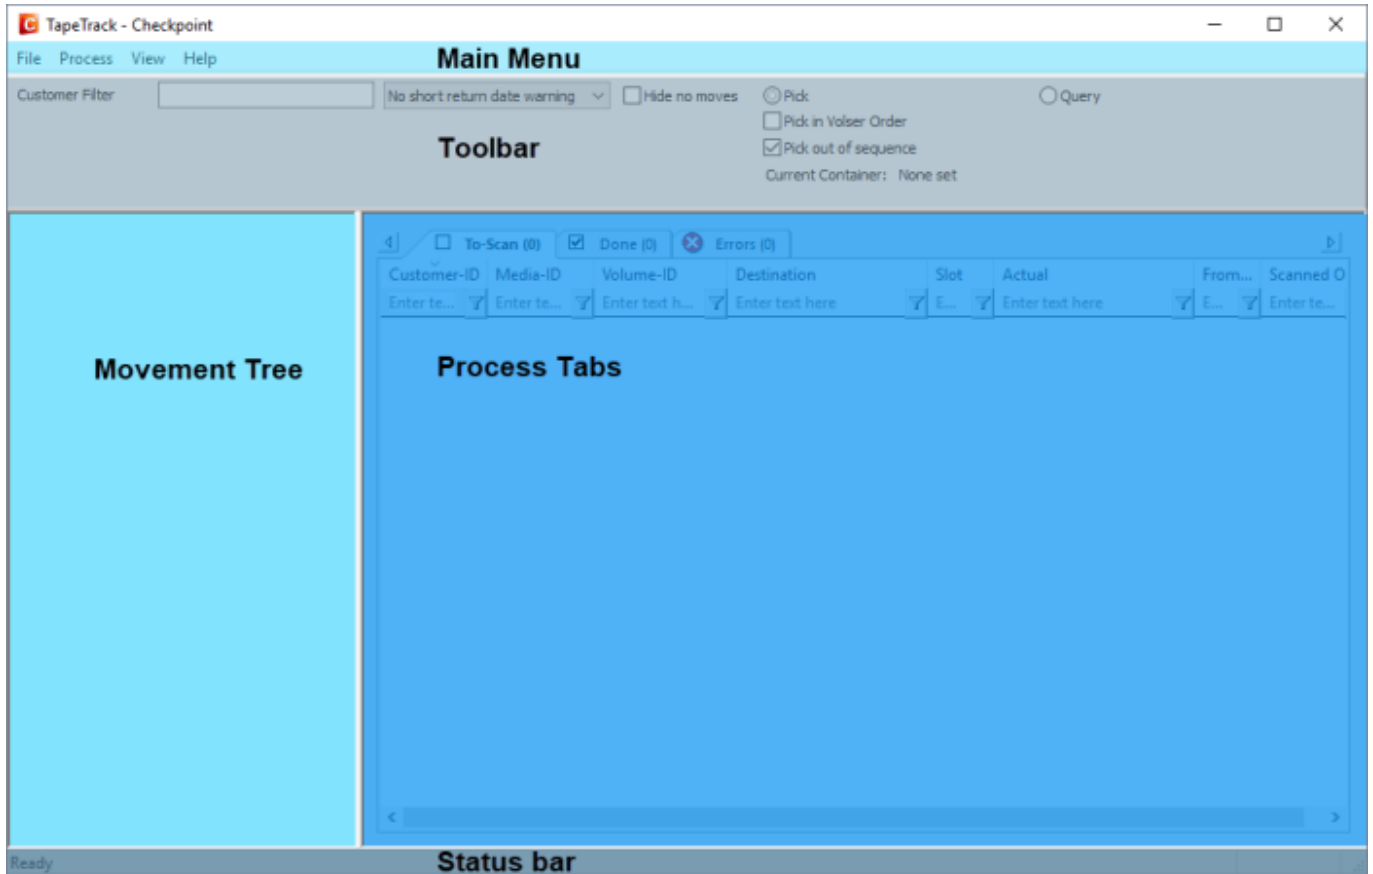 TapeTrack - Checkpoint
File Process View Help Main Menu
Customer Filter No short return date warning Hide no moves Pick Query
Pick in Volser Order
Toolbar Pick out of sequence
Current Container: None set
To-Scan (0) Done (0) Errors (0)
Customer-ID Media-ID Volume-ID Destination Slot Actual From... Scanned O
Enter te... Enter te... Enter text h... Enter text here E... Enter text here E... Enter te...
Movement Tree Process Tabs
Ready Status bar